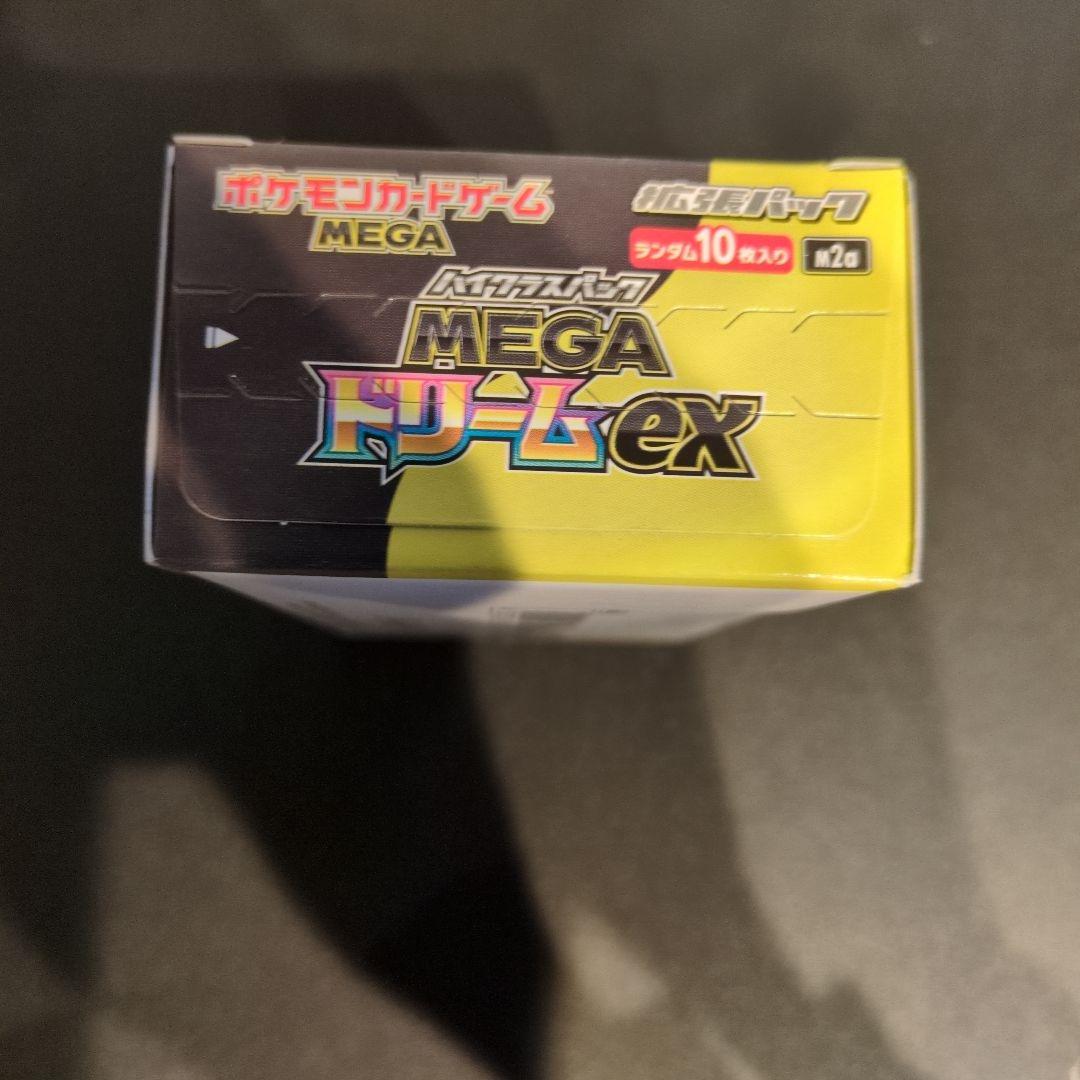 ポケモンカードゲーム
MEGA
拡張パック
ランダム10枚入り
M2a
ハイクラスパック
MEGA
ドリームex